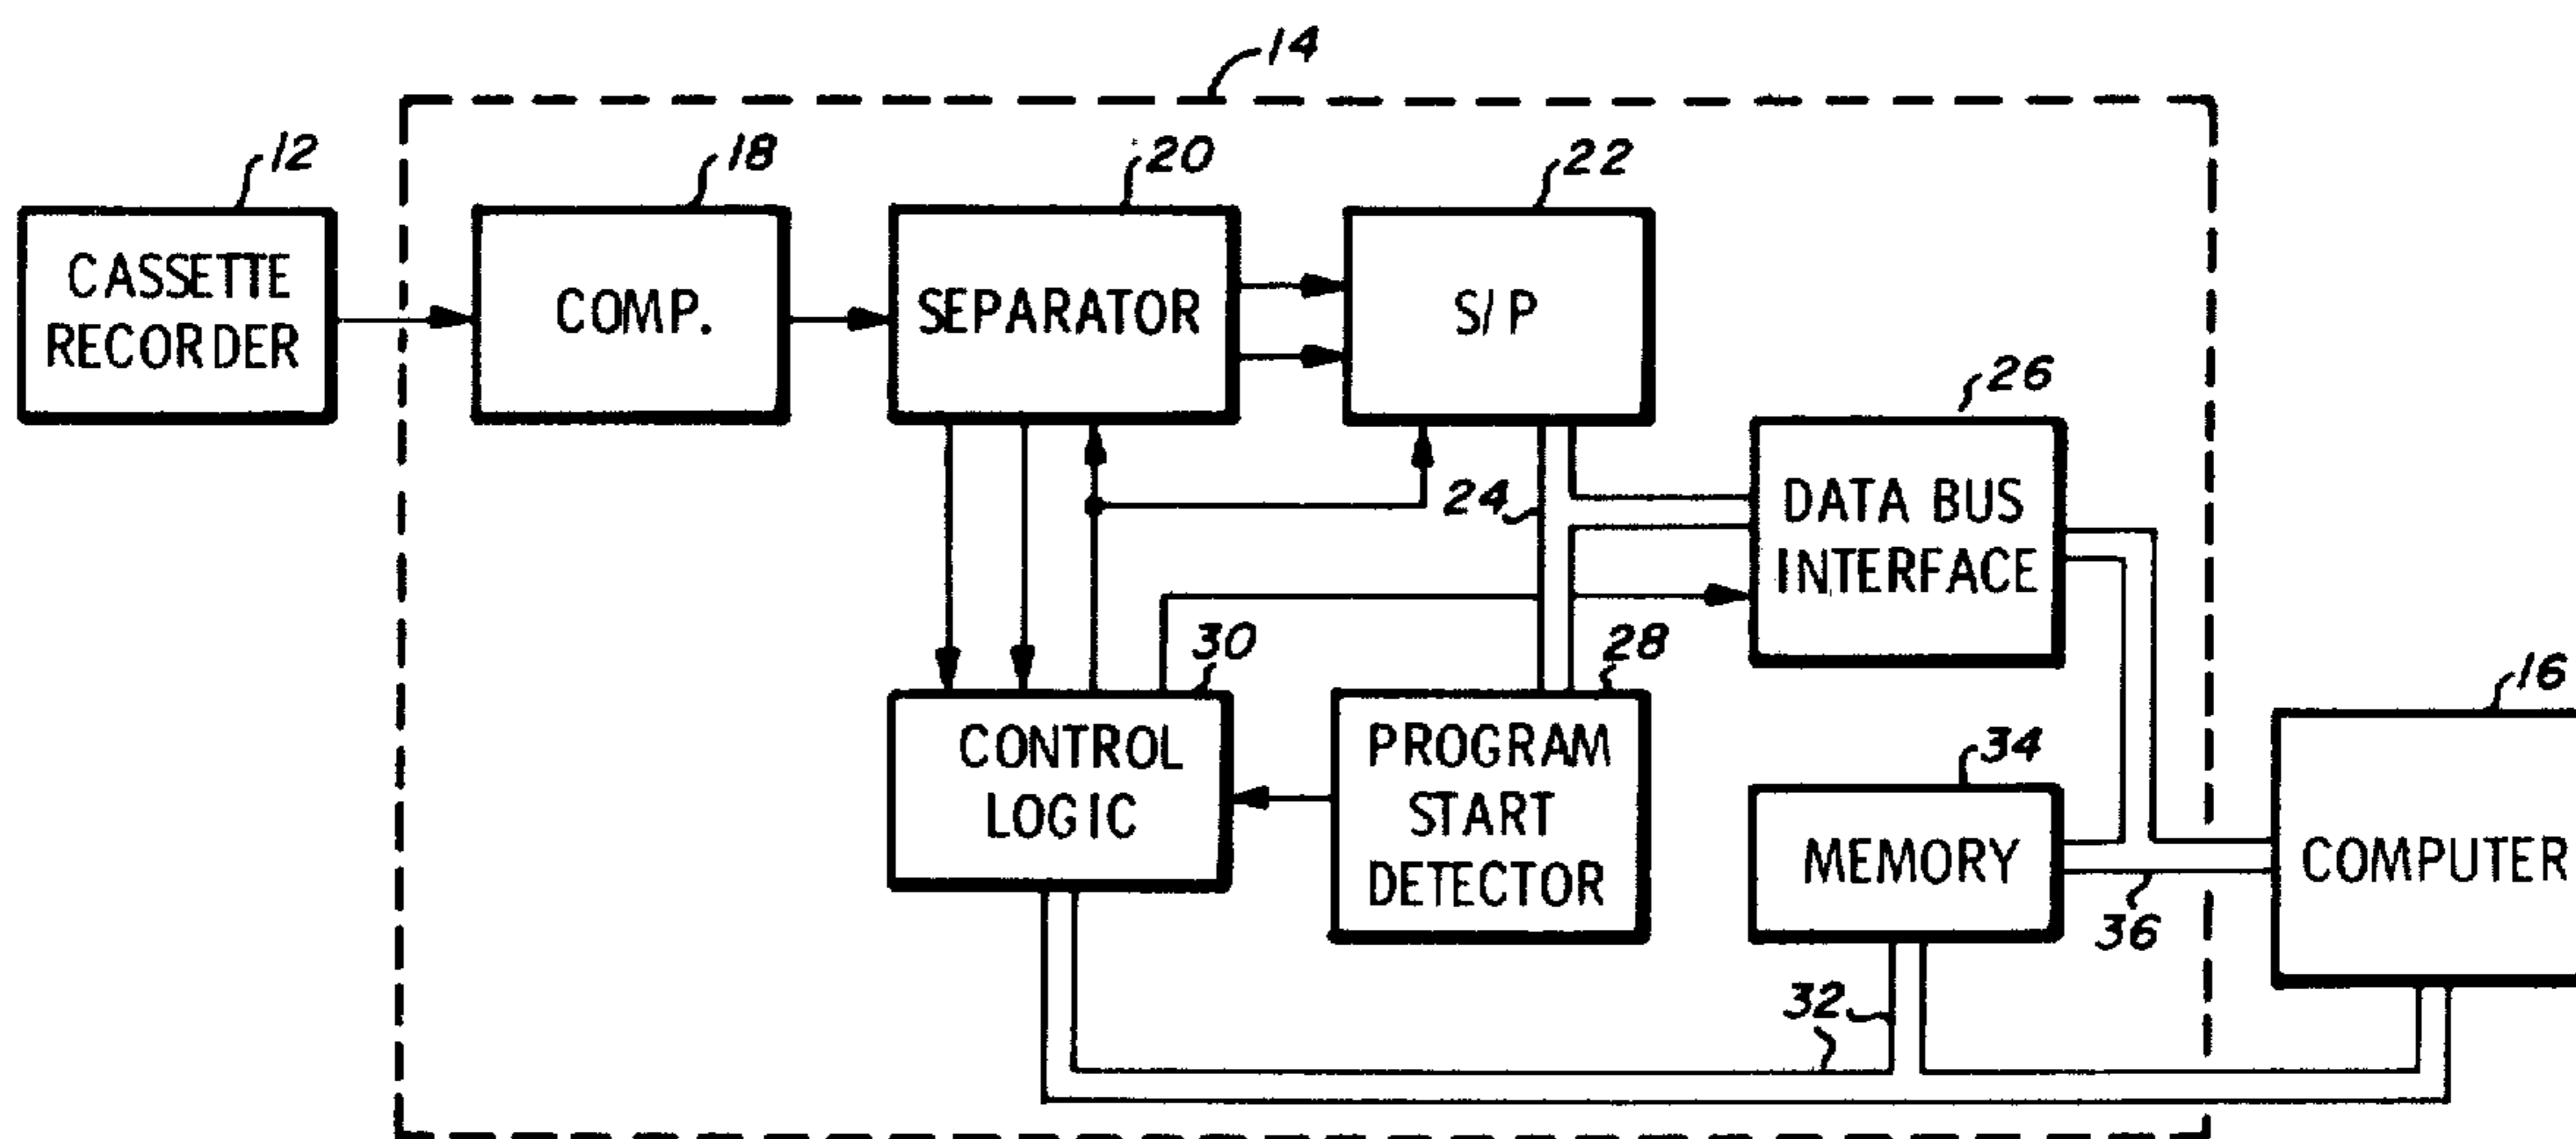 14
12
18
20
22
CASSETTE
RECORDER
COMP.
SEPARATOR
S/P
26
24
DATA BUS
INTERFACE
30
28
16
CONTROL
LOGIC
PROGRAM
START
DETECTOR
34
MEMORY
COMPUTER
36
32